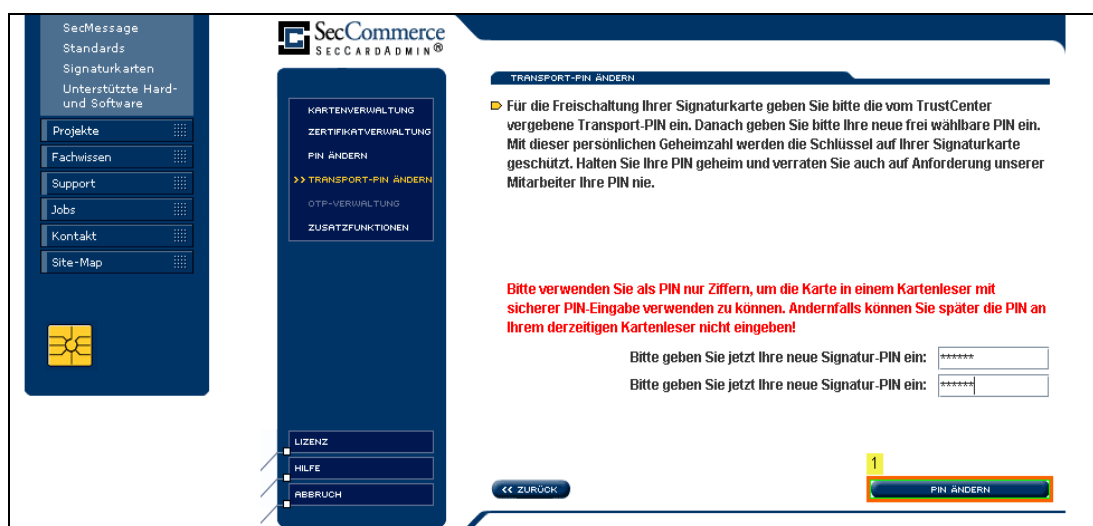 SecMessage
Standards
Signaturkarten
Unterstützte Hard-
und Software
Projekte
Fachwissen
Support
Jobs
Kontakt
Site-Map
SecCommerce
SECCARDADMIN®
KARTENVERWALTUNG
ZERTIFIKATVERWALTUNG
PIN ÄNDERN
>> TRANSPORT-PIN ÄNDERN
OTP-VERWALTUNG
ZUSATZFUNKTIONEN
LIZENZ
HILFE
ABBRUCH
TRANSPORT-PIN ÄNDERN
Für die Freischaltung Ihrer Signaturkarte geben Sie bitte die vom TrustCenter
vergebene Transport-PIN ein. Danach geben Sie bitte Ihre neue frei wählbare PIN ein.
Mit dieser persönlichen Geheimzahl werden die Schlüssel auf Ihrer Signaturkarte
geschützt. Halten Sie Ihre PIN geheim und verraten Sie auch auf Anforderung unserer
Mitarbeiter Ihre PIN nie.
Bitte verwenden Sie als PIN nur Ziffern, um die Karte in einem Kartenleser mit
sicherer PIN-Eingabe verwenden zu können. Andernfalls können Sie später die PIN an
Ihrem derzeitigen Kartenleser nicht eingeben!
Bitte geben Sie jetzt Ihre neue Signatur-PIN ein: ******
Bitte geben Sie jetzt Ihre neue Signatur-PIN ein: ******
1
<< ZURÜCK
PIN ÄNDERN